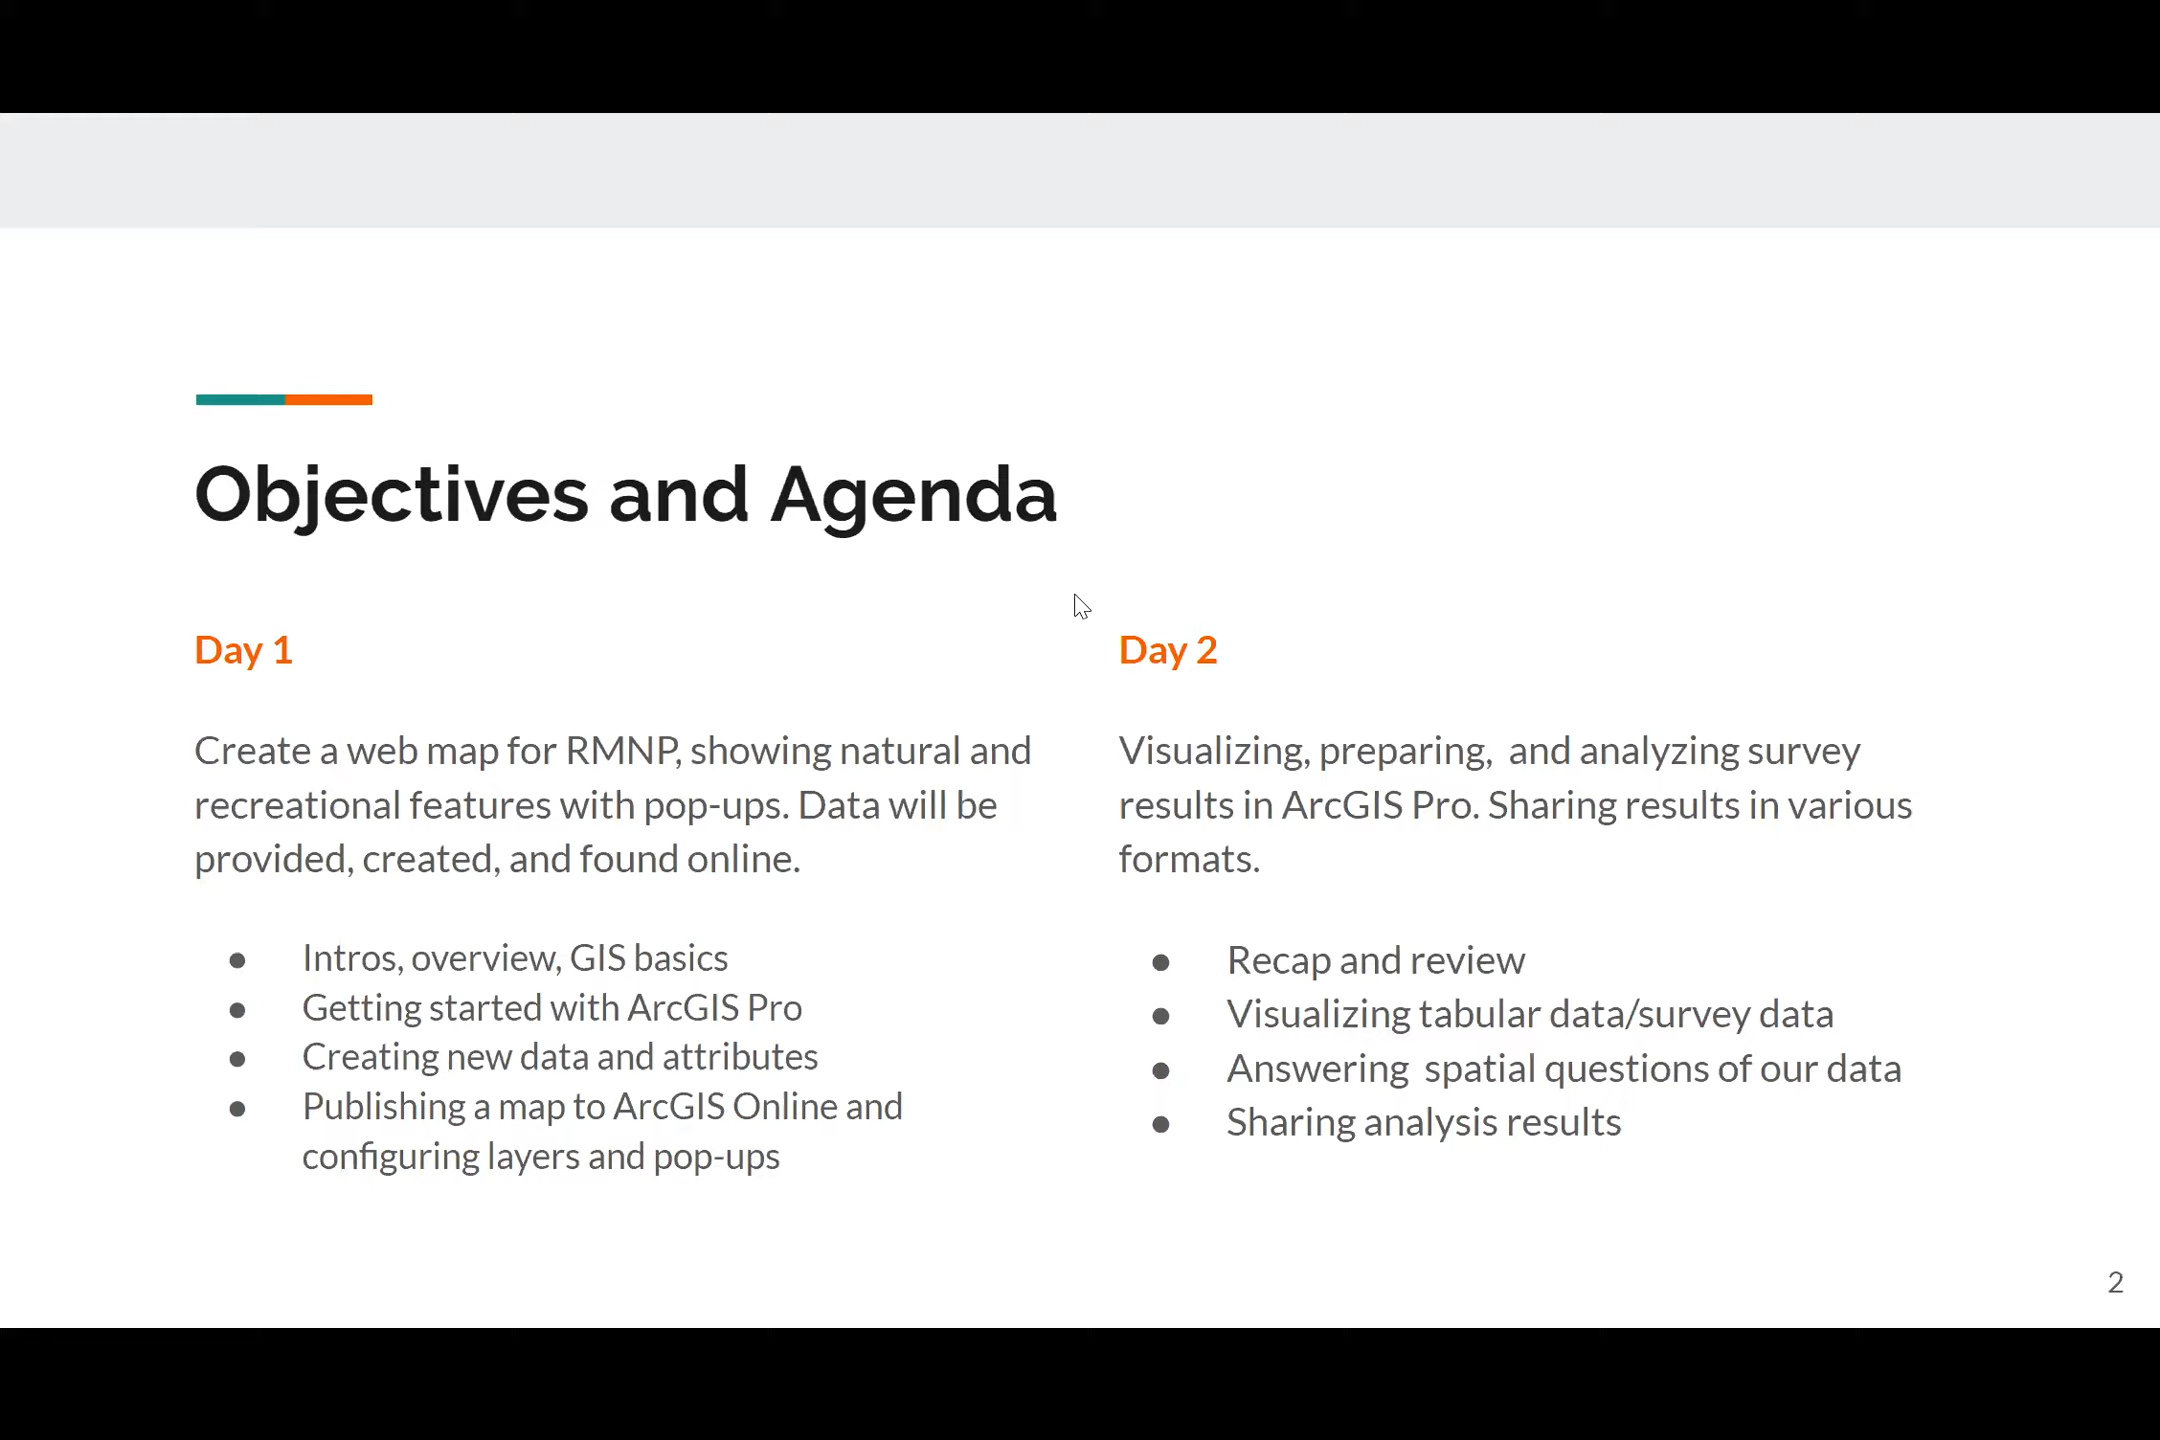 Objectives and Agenda
Day 1
Create a web map for RMNP, showing natural and
recreational features with pop-ups. Data will be
provided, created, and found online.
● Intros, overview, GIS basics
● Getting started with ArcGIS Pro
● Creating new data and attributes
● Publishing a map to ArcGIS Online and
configuring layers and pop-ups
Day 2
Visualizing, preparing,  and analyzing survey
results in ArcGIS Pro. Sharing results in various
formats.
● Recap and review
● Visualizing tabular data/survey data
● Answering  spatial questions of our data
● Sharing analysis results
2